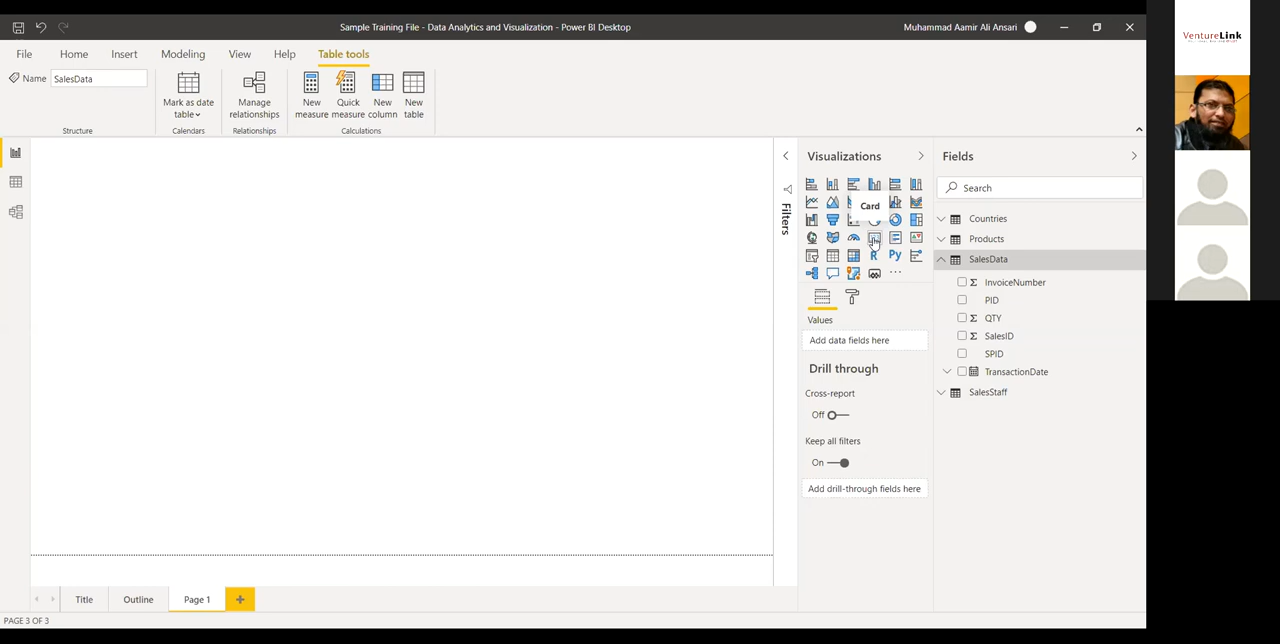 Sample Training File - Data Analytics and Visualization - Power BI Desktop
Muhammad Aamir Ali Ansari
VentureLink
File
Home
Insert
Modeling
View
Help
Table tools
Name
SalesData
Mark as date
table
Manage
relationships
New
measure
Quick
measure
New
column
New
table
Structure
Calendars
Relationships
Calculations
Filters
Visualizations
Card
R
Py
Values
Add data fields here
Drill through
Cross-report
Off
Keep all filters
On
Add drill-through fields here
Fields
Search
Countries
Products
SalesData
Σ InvoiceNumber
PID
Σ QTY
Σ SalesID
SPID
TransactionDate
SalesStaff
Title
Outline
Page 1
PAGE 3 OF 3